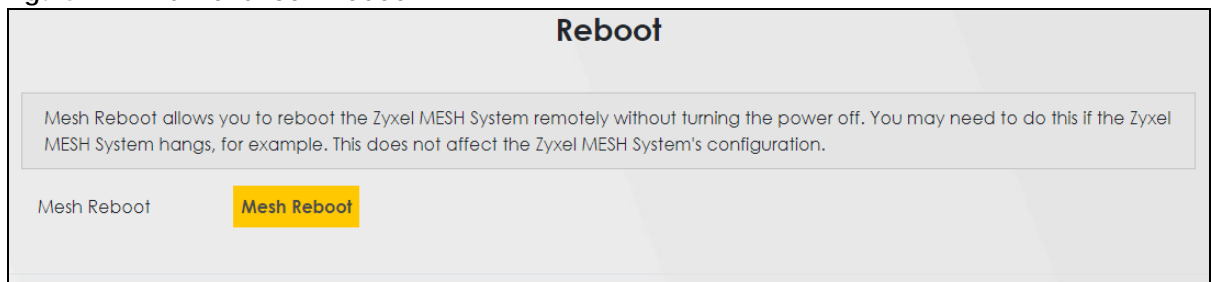 Reboot
Mesh Reboot allows you to reboot the Zyxel MESH System remotely without turning the power off. You may need to do this if the Zyxel
MESH System hangs, for example. This does not affect the Zyxel MESH System's configuration.
Mesh Reboot Mesh Reboot